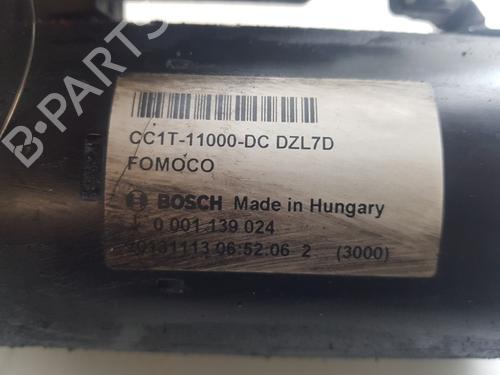 CC1T-11000-DC DZL7D
FOMOCO
BOSCH Made in Hungary
0 001 139 024
20131113 06:52.06 2 (3000)